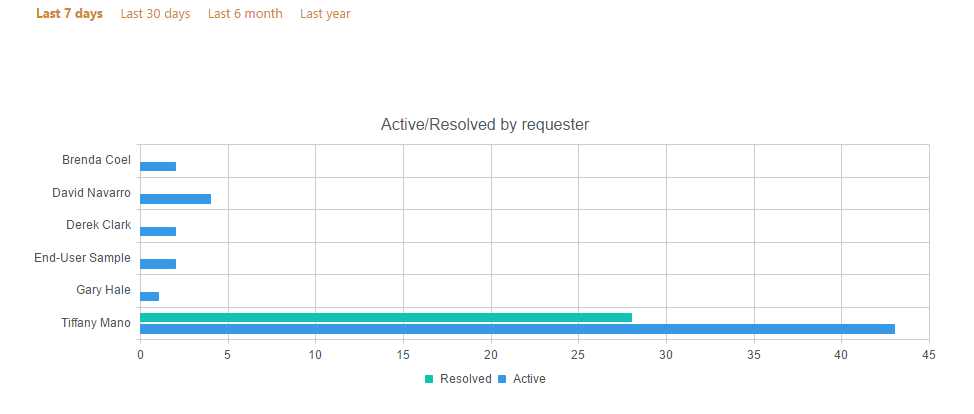 Last 7 days Last 30 days Last 6 month Last year
Active/Resolved by requester
Brenda Coel
David Navarro
Derek Clark
End-User Sample
Gary Hale
Tiffany Mano
0 5 10 15 20 25 30 35 40 45
Resolved Active